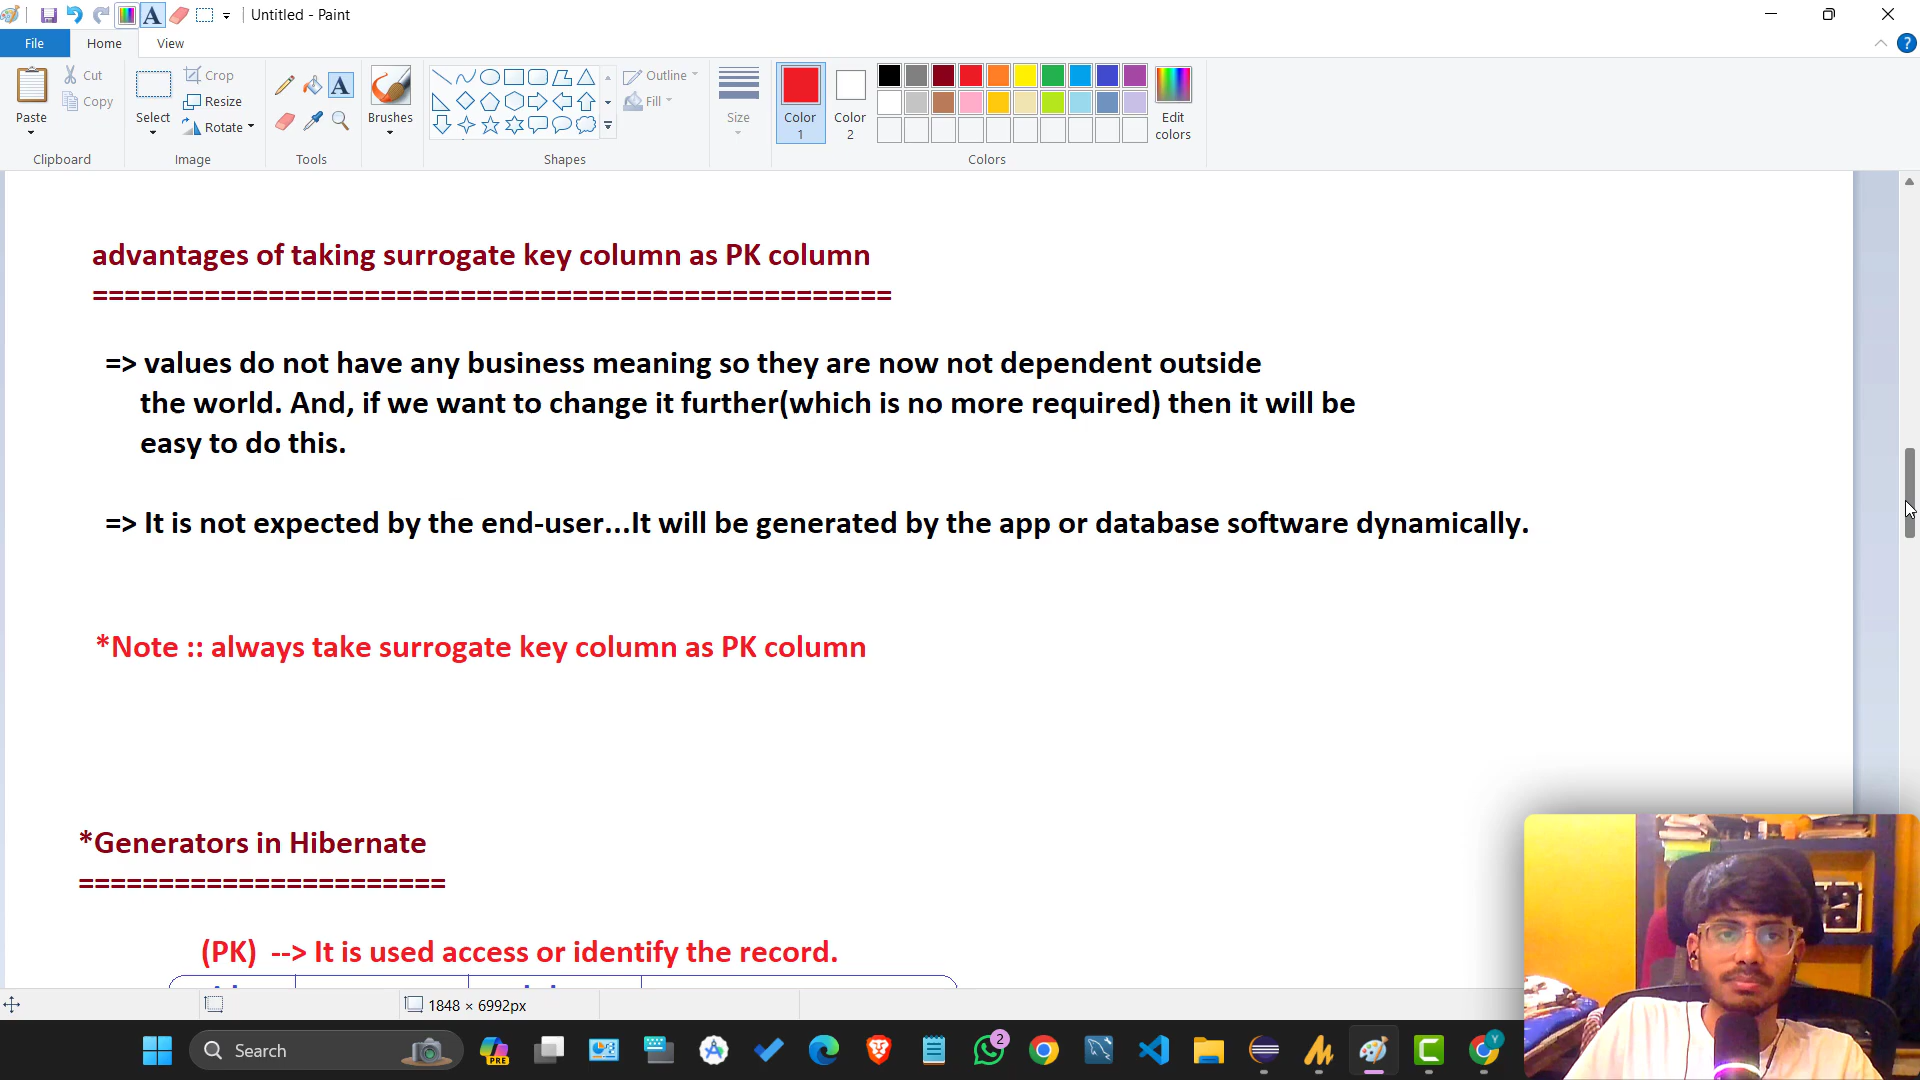 Untitled - Paint
File
Home
View
Paste
Cut
Copy
Clipboard
Select
Crop
Resize
Rotate
Image
Tools
Brushes
Shapes
Outline
Fill
Size
Color
1
Color
2
Edit
colors
Colors
advantages of taking surrogate key column as PK column
==================================================
=> values do not have any business meaning so they are now not dependent outside
the world. And, if we want to change it further(which is no more required) then it will be
easy to do this.
=> It is not expected by the end-user...It will be generated by the app or database software dynamically.
*Note :: always take surrogate key column as PK column
*Generators in Hibernate
=======================
(PK) --> It is used access or identify the record.
1848 × 6992px
Search
PRE
2
Y